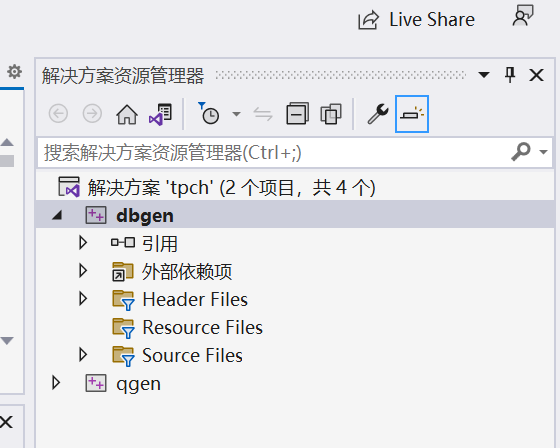 Live Share
解决方案资源管理器
搜索解决方案资源管理器(Ctrl+;)
解决方案 'tpch' (2 个项目，共 4 个)
dbgen
引用
外部依赖项
Header Files
Resource Files
Source Files
qgen